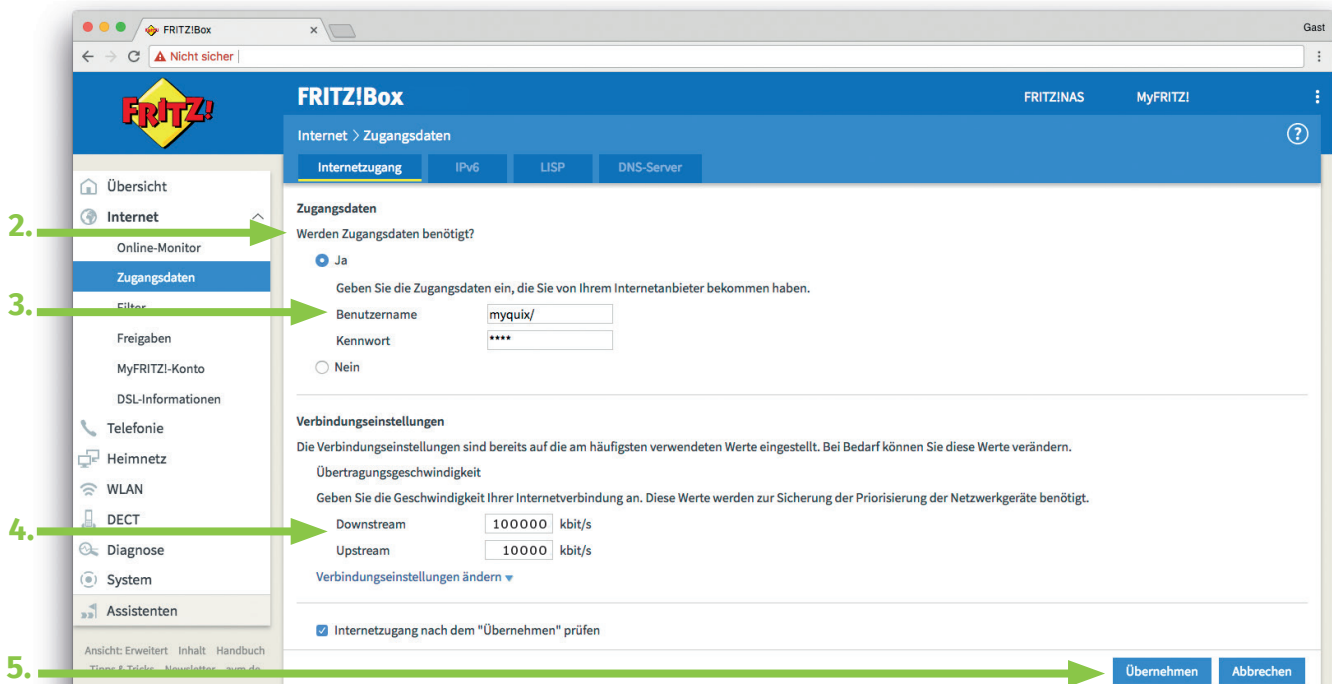 FRITZ!Box
Gast
Nicht sicher
FRITZ!
FRITZ!Box
FRITZ!NAS
MyFRITZ!
Internet > Zugangsdaten
Internetzugang
IPv6
LISP
DNS-Server
Übersicht
Internet
Online-Monitor
Zugangsdaten
Filter
Freigaben
MyFRITZ!-Konto
DSL-Informationen
Telefonie
Heimnetz
WLAN
DECT
Diagnose
System
Assistenten
Ansicht: Erweitert Inhalt Handbuch
Tipps & Tricks Newsletter avm.de
Zugangsdaten
2. Werden Zugangsdaten benötigt?
Ja
Geben Sie die Zugangsdaten ein, die Sie von Ihrem Internetanbieter bekommen haben.
3. Benutzername myquix/
Kennwort ****
Nein
Verbindungseinstellungen
Die Verbindungseinstellungen sind bereits auf die am häufigsten verwendeten Werte eingestellt. Bei Bedarf können Sie diese Werte verändern.
Übertragungsgeschwindigkeit
Geben Sie die Geschwindigkeit Ihrer Internetverbindung an. Diese Werte werden zur Sicherung der Priorisierung der Netzwerkgeräte benötigt.
4. Downstream 100000 kbit/s
Upstream 10000 kbit/s
Verbindungseinstellungen ändern
Internetzugang nach dem "Übernehmen" prüfen
5. Übernehmen Abbrechen